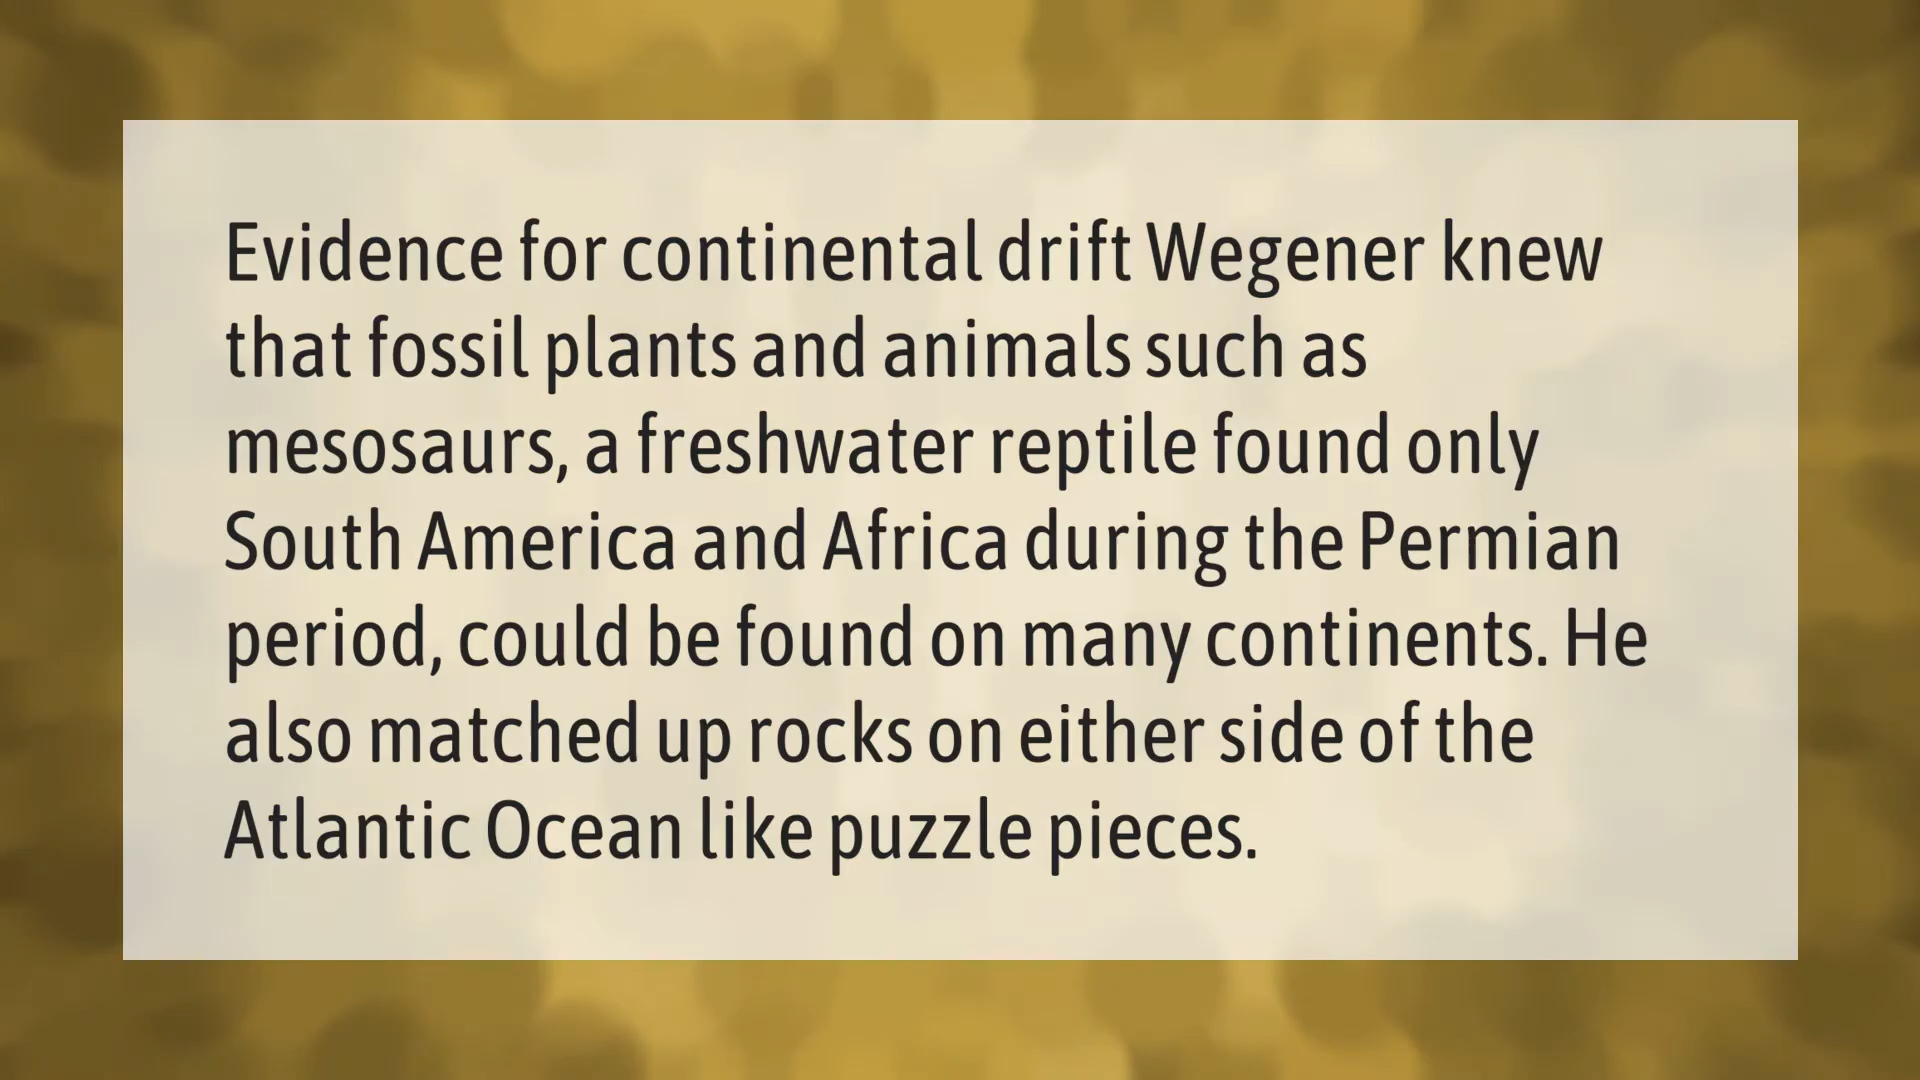 Evidence for continental drift Wegener knew
that fossil plants and animals such as
mesosaurs, a freshwater reptile found only
South America and Africa during the Permian
period, could be found on many continents. He
also matched up rocks on either side of the
Atlantic Ocean like puzzle pieces.